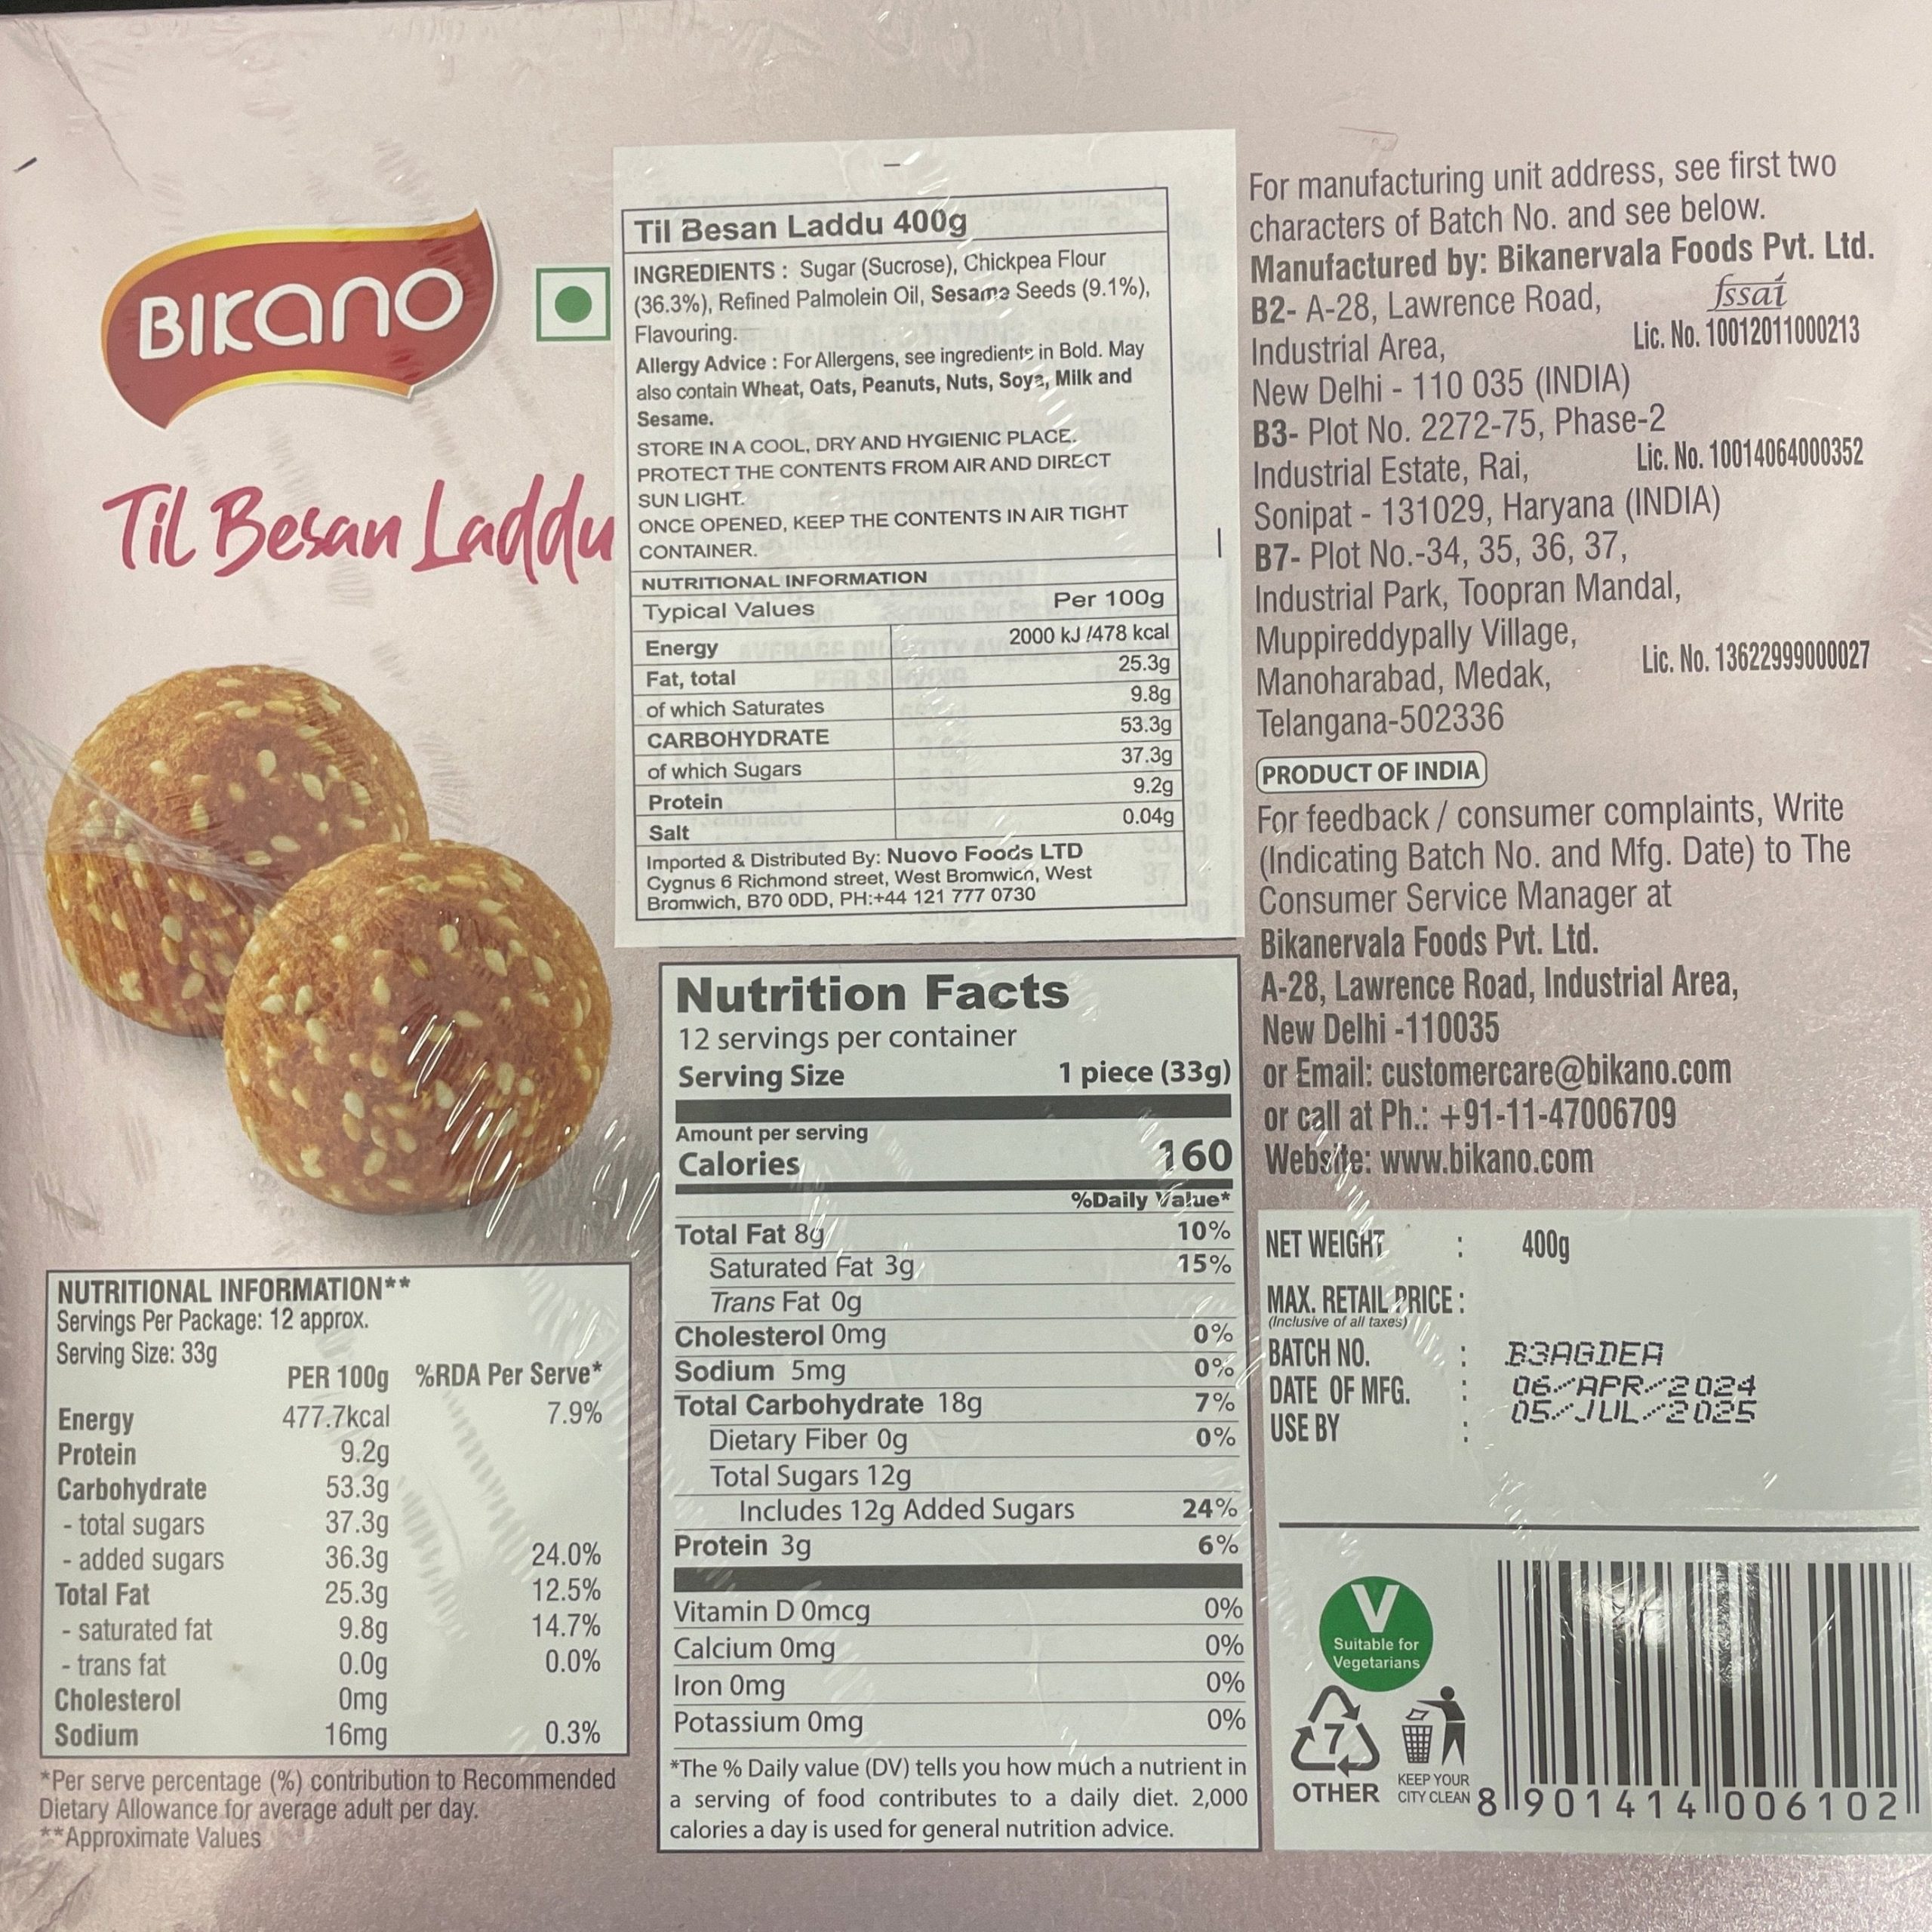 BIKANO
Til Besan Laddu
Til Besan Laddu 400g
INGREDIENTS : Sugar (Sucrose), Chickpea Flour
(36.3%), Refined Palmolein Oil, Sesame Seeds (9.1%),
Flavouring.
Allergy Advice : For Allergens, see ingredients in Bold. May
also contain Wheat, Oats, Peanuts, Nuts, Soya, Milk and
Sesame.
STORE IN A COOL, DRY AND HYGIENIC PLACE.
PROTECT THE CONTENTS FROM AIR AND DIRECT
SUN LIGHT.
ONCE OPENED, KEEP THE CONTENTS IN AIR TIGHT
CONTAINER.
NUTRITIONAL INFORMATION
Typical Values Per 100g
Energy 2000 kJ /478 kcal
Fat, total 25.3g
of which Saturates 9.8g
CARBOHYDRATE 53.3g
of which Sugars 37.3g
Protein 9.2g
Salt 0.04g
Imported & Distributed By: Nuovo Foods LTD
Cygnus 6 Richmond street, West Bromwich, West
Bromwich, B70 0DD, PH:+44 121 777 0730
For manufacturing unit address, see first two
characters of Batch No. and see below.
Manufactured by: Bikanervala Foods Pvt. Ltd.
B2- A-28, Lawrence Road, fssai
Industrial Area, Lic. No. 10012011000213
New Delhi - 110 035 (INDIA)
B3- Plot No. 2272-75, Phase-2
Industrial Estate, Rai, Lic. No. 10014064000352
Sonipat - 131029, Haryana (INDIA)
B7- Plot No.-34, 35, 36, 37,
Industrial Park, Toopran Mandal,
Muppireddypally Village,
Manoharabad, Medak, Lic. No. 13622999000027
Telangana-502336
PRODUCT OF INDIA
For feedback / consumer complaints, Write
(Indicating Batch No. and Mfg. Date) to The
Consumer Service Manager at
Bikanervala Foods Pvt. Ltd.
A-28, Lawrence Road, Industrial Area,
New Delhi -110035
or Email: customercare@bikano.com
or call at Ph.: +91-11-47006709
Website: www.bikano.com
NUTRITIONAL INFORMATION**
Servings Per Package: 12 approx.
Serving Size: 33g
PER 100g %RDA Per Serve*
Energy 477.7kcal 7.9%
Protein 9.2g
Carbohydrate 53.3g
- total sugars 37.3g
- added sugars 36.3g 24.0%
Total Fat 25.3g 12.5%
- saturated fat 9.8g 14.7%
- trans fat 0.0g 0.0%
Cholesterol 0mg
Sodium 16mg 0.3%
*Per serve percentage (%) contribution to Recommended
Dietary Allowance for average adult per day.
**Approximate Values
Nutrition Facts
12 servings per container
Serving Size 1 piece (33g)
Amount per serving
Calories 160
%Daily Value*
Total Fat 8g 10%
Saturated Fat 3g 15%
Trans Fat 0g
Cholesterol 0mg 0%
Sodium 5mg 0%
Total Carbohydrate 18g 7%
Dietary Fiber 0g 0%
Total Sugars 12g
Includes 12g Added Sugars 24%
Protein 3g 6%
Vitamin D 0mcg 0%
Calcium 0mg 0%
Iron 0mg 0%
Potassium 0mg 0%
*The % Daily value (DV) tells you how much a nutrient in
a serving of food contributes to a daily diet. 2,000
calories a day is used for general nutrition advice.
NET WEIGHT : 400g
MAX. RETAIL PRICE :
(Inclusive of all taxes)
BATCH NO. : B3AGDEA
DATE OF MFG. : 06/APR/2024
USE BY : 05/JUL/2025
V
Suitable for
Vegetarians
7
OTHER
KEEP YOUR
CITY CLEAN
8 901414 006102